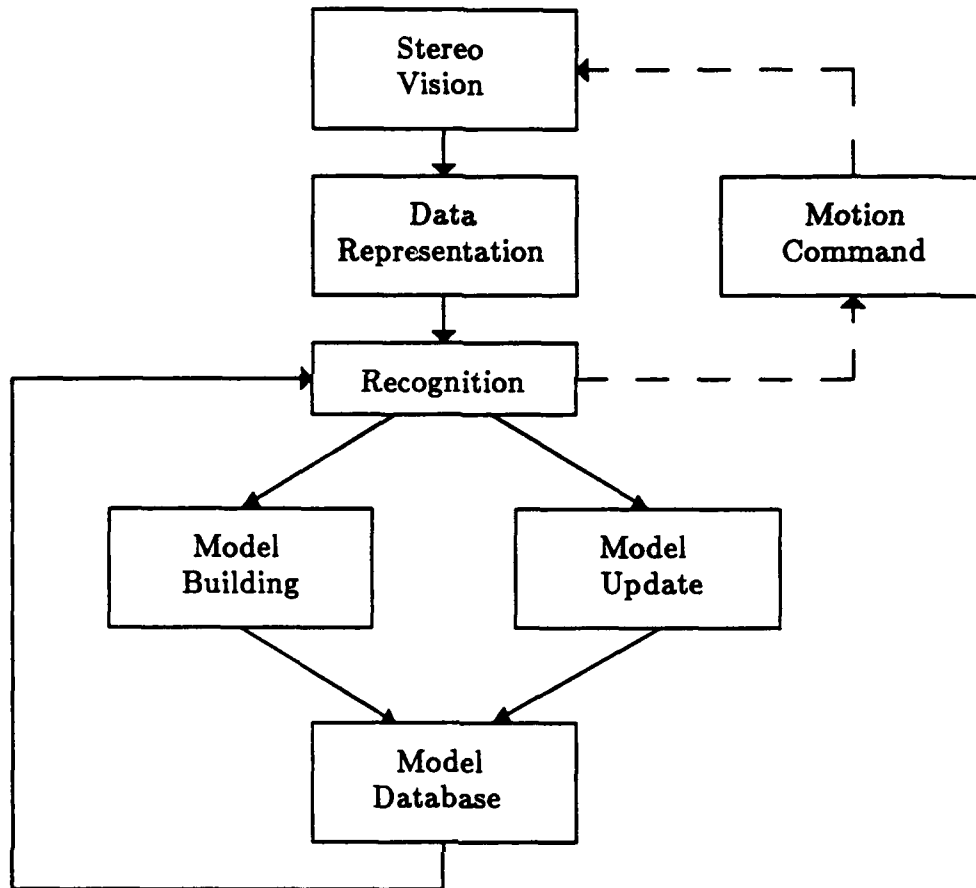 Stereo
Vision
Data
Representation
Motion
Command
Recognition
Model
Building
Model
Update
Model
Database